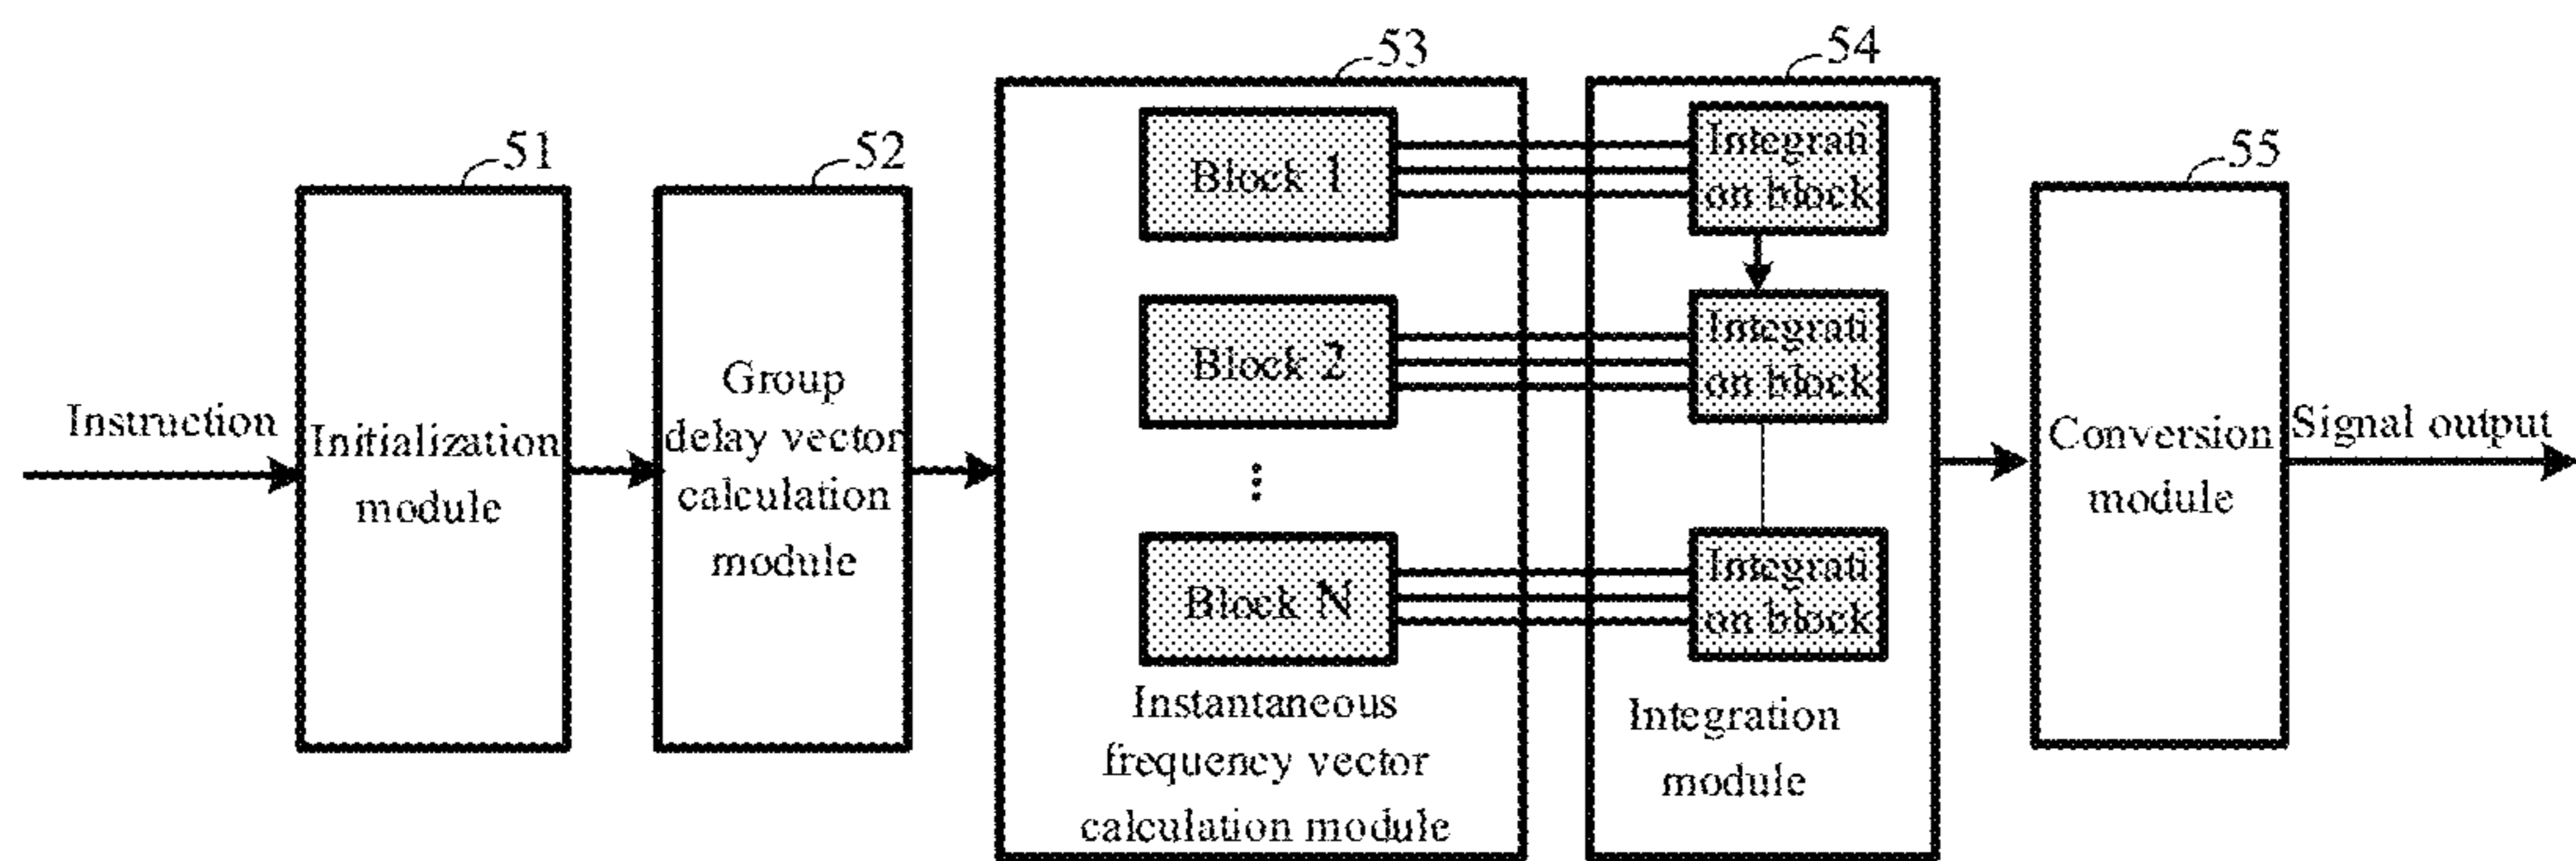 Instruction
51
Initialization
module
52
Group
delay vector
calculation
module
53
Block 1
Block 2
⋮
Block N
Instantaneous
frequency vector
calculation module
54
Integrati
on block
Integrati
on block
Integrati
on block
Integration
module
55
Conversion
module
Signal output